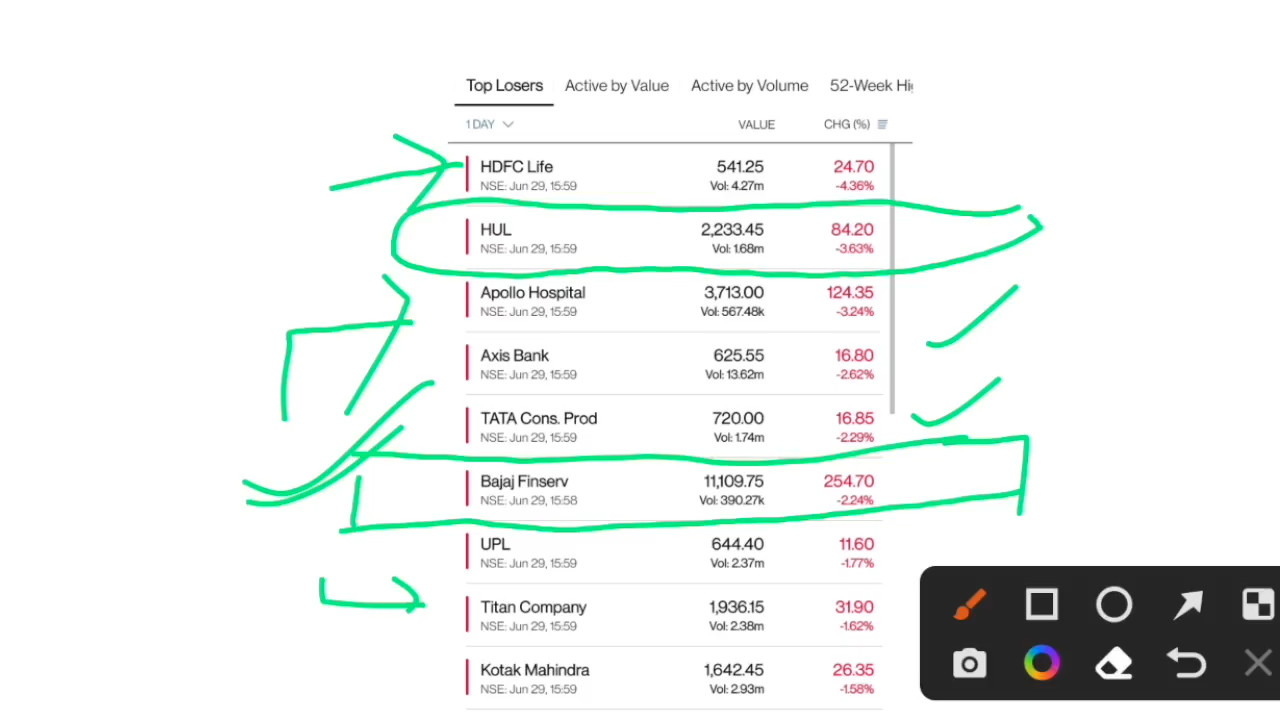 Top Losers Active by Value Active by Volume 52-Week Hi
1 DAY VALUE CHG (%)
HDFC Life 541.25 24.70
NSE: Jun 29, 15:59 Vol: 4.27m -4.36%
HUL 2,233.45 84.20
NSE: Jun 29, 15:59 Vol: 1.68m -3.63%
Apollo Hospital 3,713.00 124.35
NSE: Jun 29, 15:59 Vol: 567.48k -3.24%
Axis Bank 625.55 16.80
NSE: Jun 29, 15:59 Vol: 13.62m -2.62%
TATA Cons. Prod 720.00 16.85
NSE: Jun 29, 15:59 Vol: 1.74m -2.29%
Bajaj Finserv 11,109.75 254.70
NSE: Jun 29, 15:58 Vol: 390.27k -2.24%
UPL 644.40 11.60
NSE: Jun 29, 15:59 Vol: 2.37m -1.77%
Titan Company 1,936.15 31.90
NSE: Jun 29, 15:59 Vol: 2.38m -1.62%
Kotak Mahindra 1,642.45 26.35
NSE: Jun 29, 15:59 Vol: 2.93m -1.58%